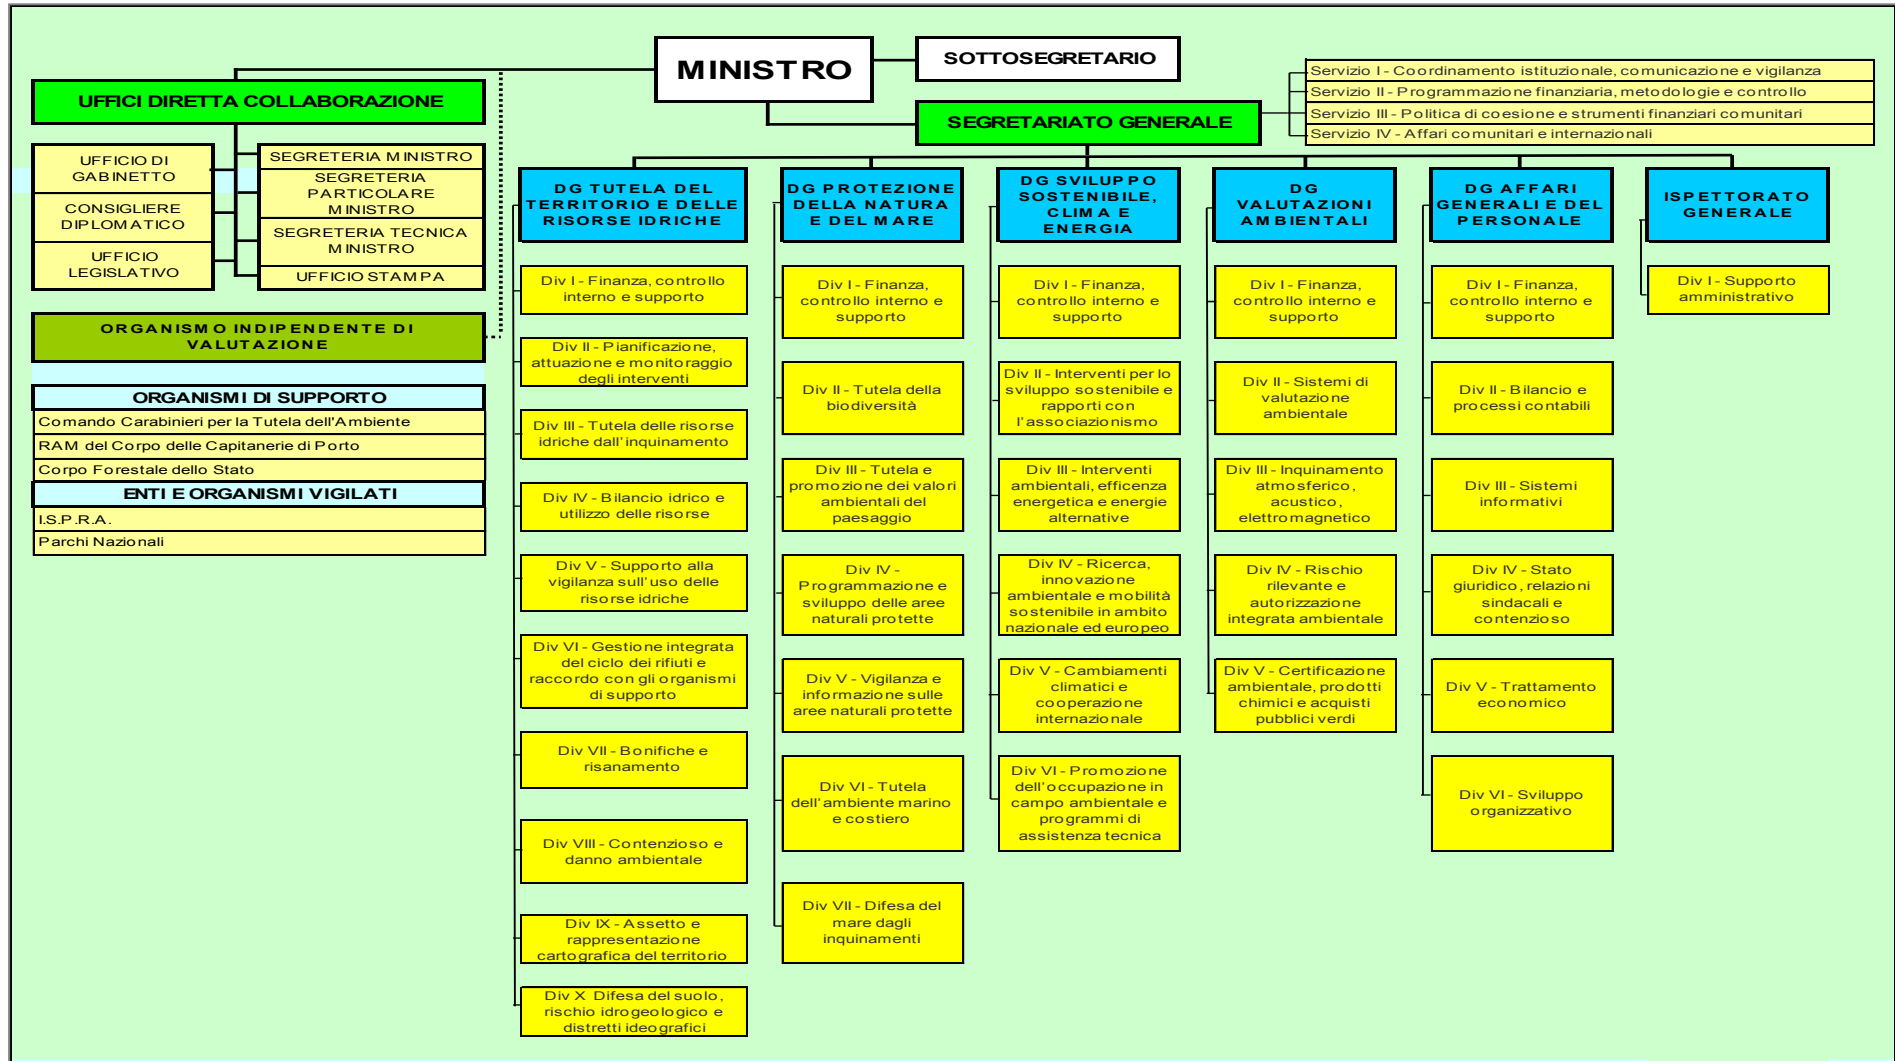 MINISTRO
SOTTOSEGRETARIO
SEGRETARIATO GENERALE
Servizio I - Coordinamento istituzionale, comunicazione e vigilanza
Servizio II - Programmazione finanziaria, metodologie e controllo
Servizio III - Politica di coesione e strumenti finanziari comunitari
Servizio IV - Affari comunitari e internazionali
UFFICI DIRETTA COLLABORAZIONE
UFFICIO DI
GABINETTO
CONSIGLIERE
DIPLOMATICO
UFFICIO
LEGISLATIVO
SEGRETERIA MINISTRO
SEGRETERIA
PARTICOLARE
MINISTRO
SEGRETERIA TECNICA
MINISTRO
UFFICIO STAMPA
ORGANISMO INDIPENDENTE DI
VALUTAZIONE
ORGANISMI DI SUPPORTO
Comando Carabinieri per la Tutela dell'Ambiente
RAM del Corpo delle Capitanerie di Porto
Corpo Forestale dello Stato
ENTI E ORGANISMI VIGILATI
I.S.P.R.A.
Parchi Nazionali
DG TUTELA DEL
TERRITORIO E DELLE
RISORSE IDRICHE
Div I - Finanza, controllo
interno e supporto
Div II - Pianificazione,
attuazione e monitoraggio
degli interventi
Div III - Tutela delle risorse
idriche dall'inquinamento
Div IV - Bilancio idrico e
utilizzo delle risorse
Div V - Supporto alla
vigilanza sull'uso delle
risorse idriche
Div VI - Gestione integrata
del ciclo dei rifiuti e
raccordo con gli organismi
di supporto
Div VII - Bonifiche e
risanamento
Div VIII - Contenzioso e
danno ambientale
Div IX - Assetto e
rappresentazione
cartografica del territorio
Div X Difesa del suolo,
rischio idrogeologico e
distretti ideografici
DG PROTEZIONE
DELLA NATURA
E DEL MARE
Div I - Finanza,
controllo interno e
supporto
Div II - Tutela della
biodiversità
Div III - Tutela e
promozione dei valori
ambientali del
paesaggio
Div IV -
Programmazione e
sviluppo delle aree
naturali protette
Div V - Vigilanza e
informazione sulle
aree naturali protette
Div VI - Tutela
dell'ambiente marino
e costiero
Div VII - Difesa del
mare dagli
inquinamenti
DG SVILUPPO
SOSTENIBILE,
CLIMA E
ENERGIA
Div I - Finanza,
controllo interno e
supporto
Div II - Interventi per lo
sviluppo sostenibile e
rapporti con
l'associazionismo
Div III - Interventi
ambientali, efficenza
energetica e energie
alternative
Div IV - Ricerca,
innovazione
ambientale e mobilità
sostenibile in ambito
nazionale ed europeo
Div V - Cambiamenti
climatici e
cooperazione
internazionale
Div VI - Promozione
dell'occupazione in
campo ambientale e
programmi di
assistenza tecnica
DG
VALUTAZIONI
AMBIENTALI
Div I - Finanza,
controllo interno e
supporto
Div II - Sistemi di
valutazione
ambientale
Div III - Inquinamento
atmosferico,
acustico,
elettromagnetico
Div IV - Rischio
rilevante e
autorizzazione
integrata ambientale
Div V - Certificazione
ambientale, prodotti
chimici e acquisti
pubblici verdi
DG AFFARI
GENERALI E DEL
PERSONALE
Div I - Finanza,
controllo interno e
supporto
Div II - Bilancio e
processi contabili
Div III - Sistemi
informativi
Div IV - Stato
giuridico, relazioni
sindacali e
contenzioso
Div V - Trattamento
economico
Div VI - Sviluppo
organizzativo
ISPETTORATO
GENERALE
Div I - Supporto
amministrativo